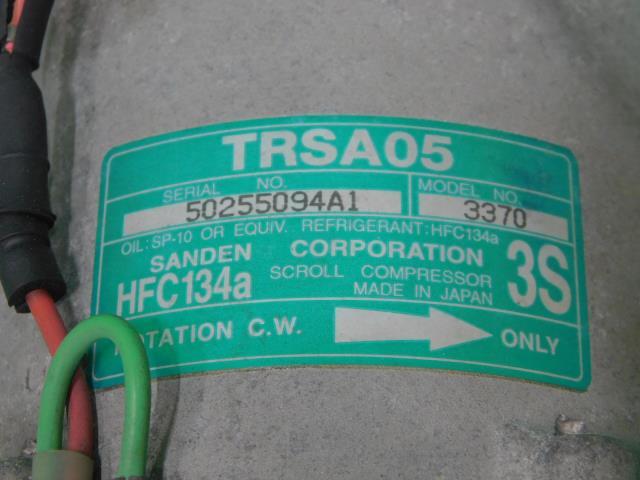 TRSA05
SERIAL NO.
50255094A1
MODEL NO.
3370
OIL: SP-10 OR EQUIV. REFRIGERANT: HFC134a
SANDEN CORPORATION
HFC134a
SCROLL COMPRESSOR
MADE IN JAPAN
3S
ROTATION C.W.
ONLY